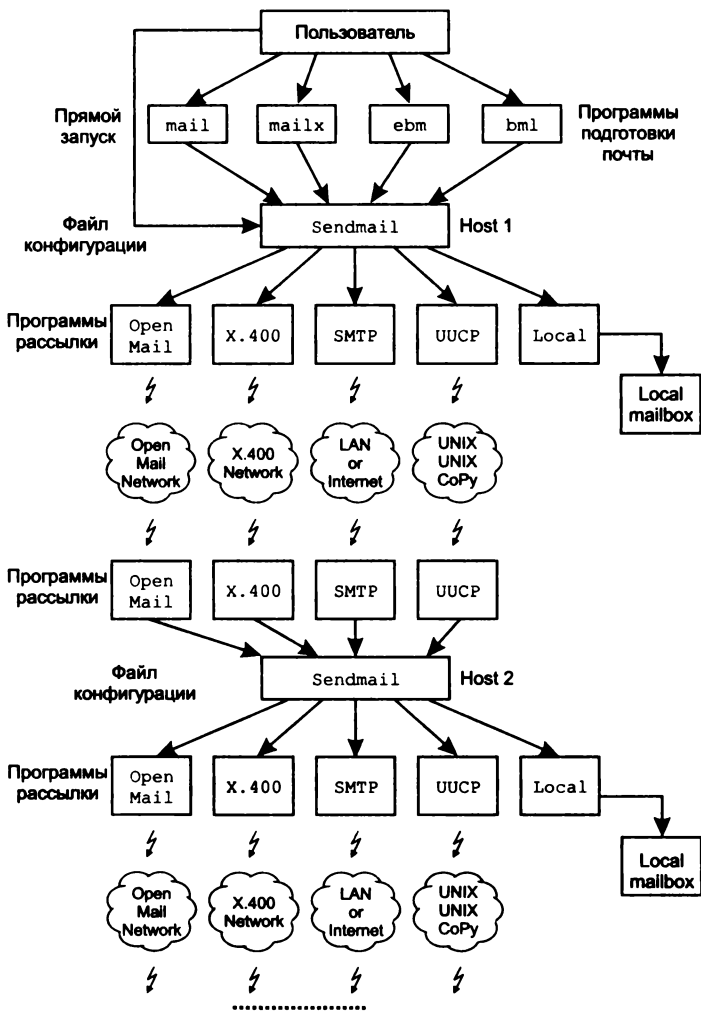 Пользователь
Прямой
запуск
mail
mailx
ebm
bml
Программы
подготовки
почты
Файл
конфигурации
Sendmail
Host 1
Программы
рассылки
Open
Mail
X.400
SMTP
UUCP
Local
Local
mailbox
Open
Mail
Network
X.400
Network
LAN
or
Internet
UNIX
UNIX
CoPy
Программы
рассылки
Open
Mail
X.400
SMTP
UUCP
Файл
конфигурации
Sendmail
Host 2
Программы
рассылки
Open
Mail
X.400
SMTP
UUCP
Local
Local
mailbox
Open
Mail
Network
X.400
Network
LAN
or
Internet
UNIX
UNIX
CoPy